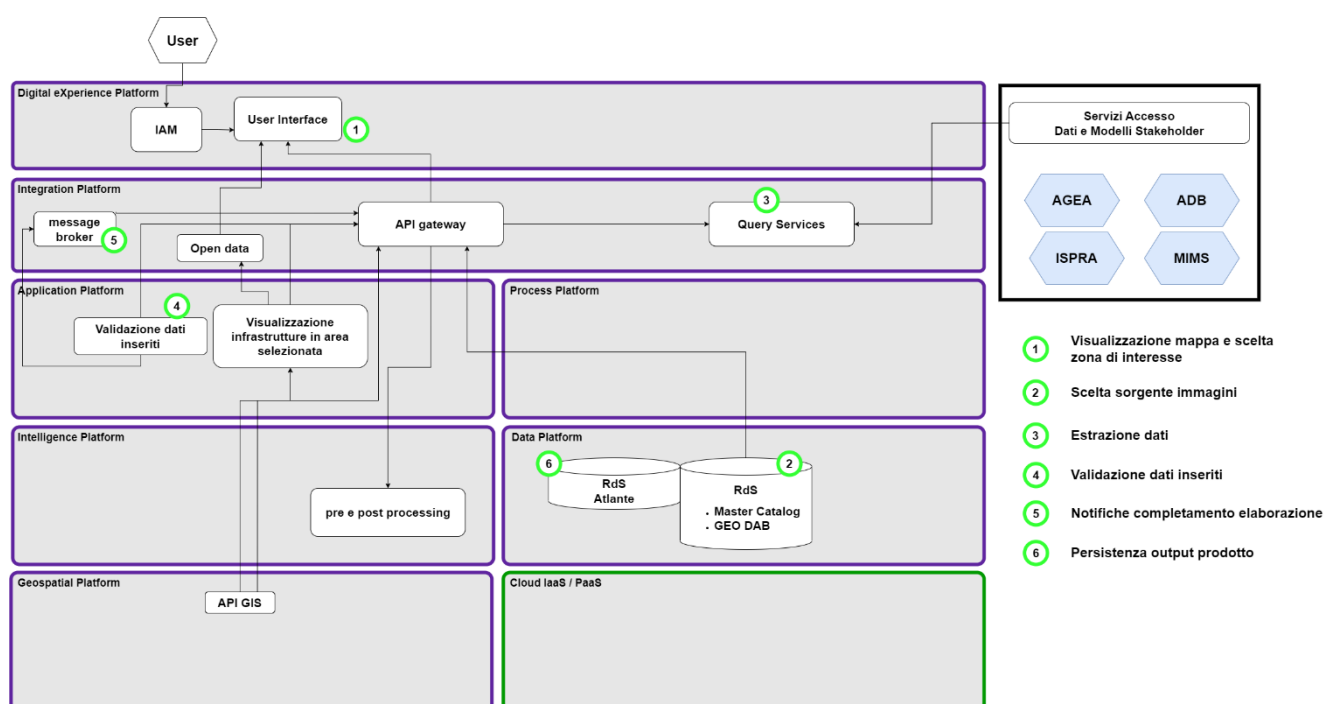 User
Digital eXperience Platform
IAM
User Interface
1
Servizi Accesso
Dati e Modelli Stakeholder
AGEA
ADB
ISPRA
MIMS
Integration Platform
message
broker
5
Open data
API gateway
3
Query Services
Application Platform
4
Validazione dati
inseriti
Visualizzazione
infrastrutture in area
selezionata
Process Platform
Intelligence Platform
pre e post processing
Data Platform
6
RdS
Atlante
2
RdS
• Master Catalog
• GEO DAB
Geospatial Platform
API GIS
Cloud IaaS / PaaS
1 Visualizzazione mappa e scelta
zona di interesse
2 Scelta sorgente immagini
3 Estrazione dati
4 Validazione dati inseriti
5 Notifiche completamento elaborazione
6 Persistenza output prodotto